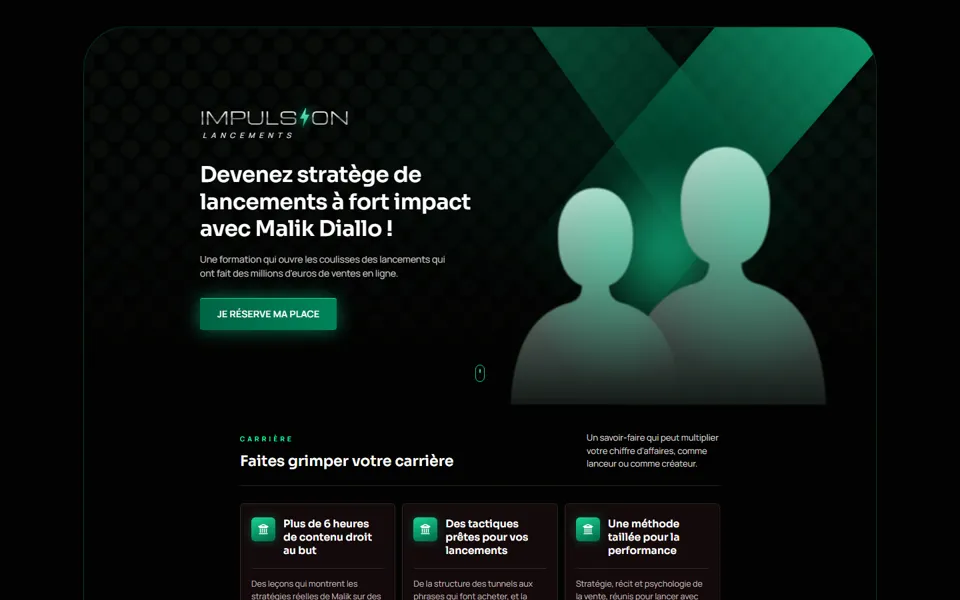 IMPULSION
LANCEMENTS
Devenez stratège de
lancements à fort impact
avec Malik Diallo !
Une formation qui ouvre les coulisses des lancements qui
ont fait des millions d'euros de ventes en ligne.
JE RÉSERVE MA PLACE
CARRIÈRE
Faites grimper votre carrière
Un savoir-faire qui peut multiplier
votre chiffre d'affaires, comme
lanceur ou comme créateur.
Plus de 6 heures
de contenu droit
au but
Des leçons qui montrent les
stratégies réelles de Malik sur des
Des tactiques
prêtes pour vos
lancements
De la structure des tunnels aux
phrases qui font acheter, et la
Une méthode
taillée pour la
performance
Stratégie, récit et psychologie de
la vente, réunis pour lancer avec